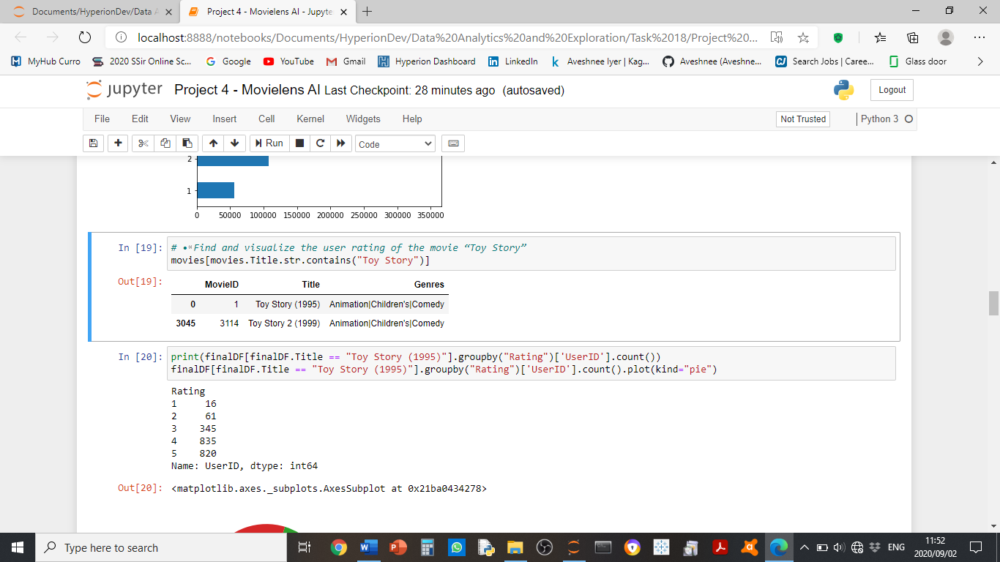 Documents/HyperionDev/Data A
Project 4 - Movielens AI - Jupyte
localhost:8888/notebooks/Documents/HyperionDev/Data%20Analytics%20and%20Exploration/Task%2018/Project%20...
MyHub Curro
2020 SSir Online Sc...
Google
YouTube
Gmail
Hyperion Dashboard
LinkedIn
Aveshnee Iyer | Kag...
Aveshnee (Aveshne...
Search Jobs | Caree...
Glass door
jupyter Project 4 - Movielens AI Last Checkpoint: 28 minutes ago (autosaved)
Logout
File Edit View Insert Cell Kernel Widgets Help
Not Trusted
Python 3
Run
Code
2
1
0 50000 100000 150000 200000 250000 300000 350000
In [19]: # • Find and visualize the user rating of the movie “Toy Story”
movies[movies.Title.str.contains("Toy Story")]
Out[19]:
MovieID Title Genres
0 1 Toy Story (1995) Animation|Children's|Comedy
3045 3114 Toy Story 2 (1999) Animation|Children's|Comedy
In [20]: print(finalDF[finalDF.Title == "Toy Story (1995)"].groupby("Rating")['UserID'].count())
finalDF[finalDF.Title == "Toy Story (1995)"].groupby("Rating")['UserID'].count().plot(kind="pie")
Rating
1 16
2 61
3 345
4 835
5 820
Name: UserID, dtype: int64
Out[20]: <matplotlib.axes._subplots.AxesSubplot at 0x21ba0434278>
Type here to search
ENG
11:52
2020/09/02